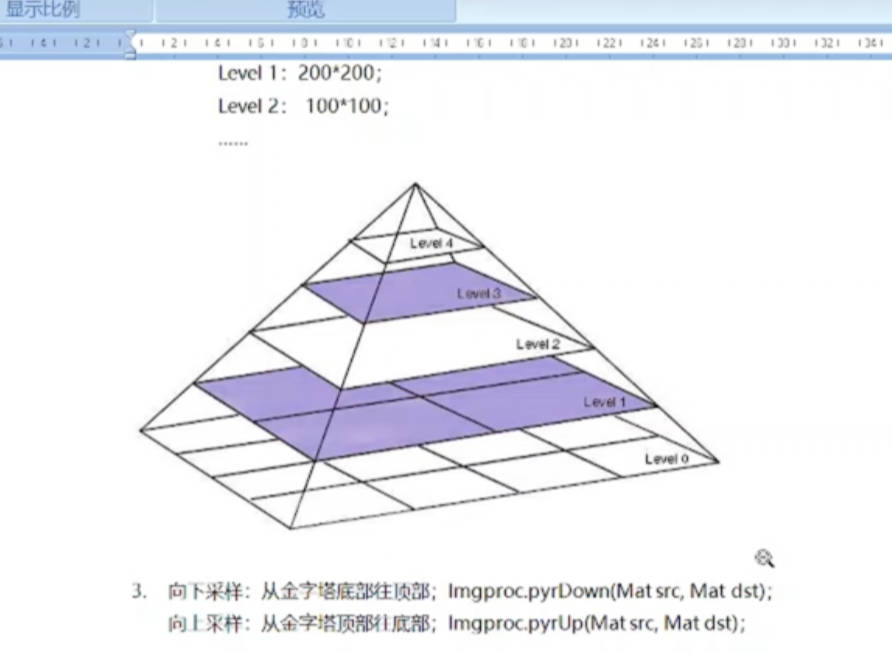 显示比例
预览
Level 1：200*200;
Level 2： 100*100;
......
Level 4
Level 3
Level 2
Level 1
Level 0
3. 向下采样：从金字塔底部往顶部；Imgproc.pyrDown(Mat src, Mat dst);
向上采样：从金字塔顶部往底部；Imgproc.pyrUp(Mat src, Mat dst);